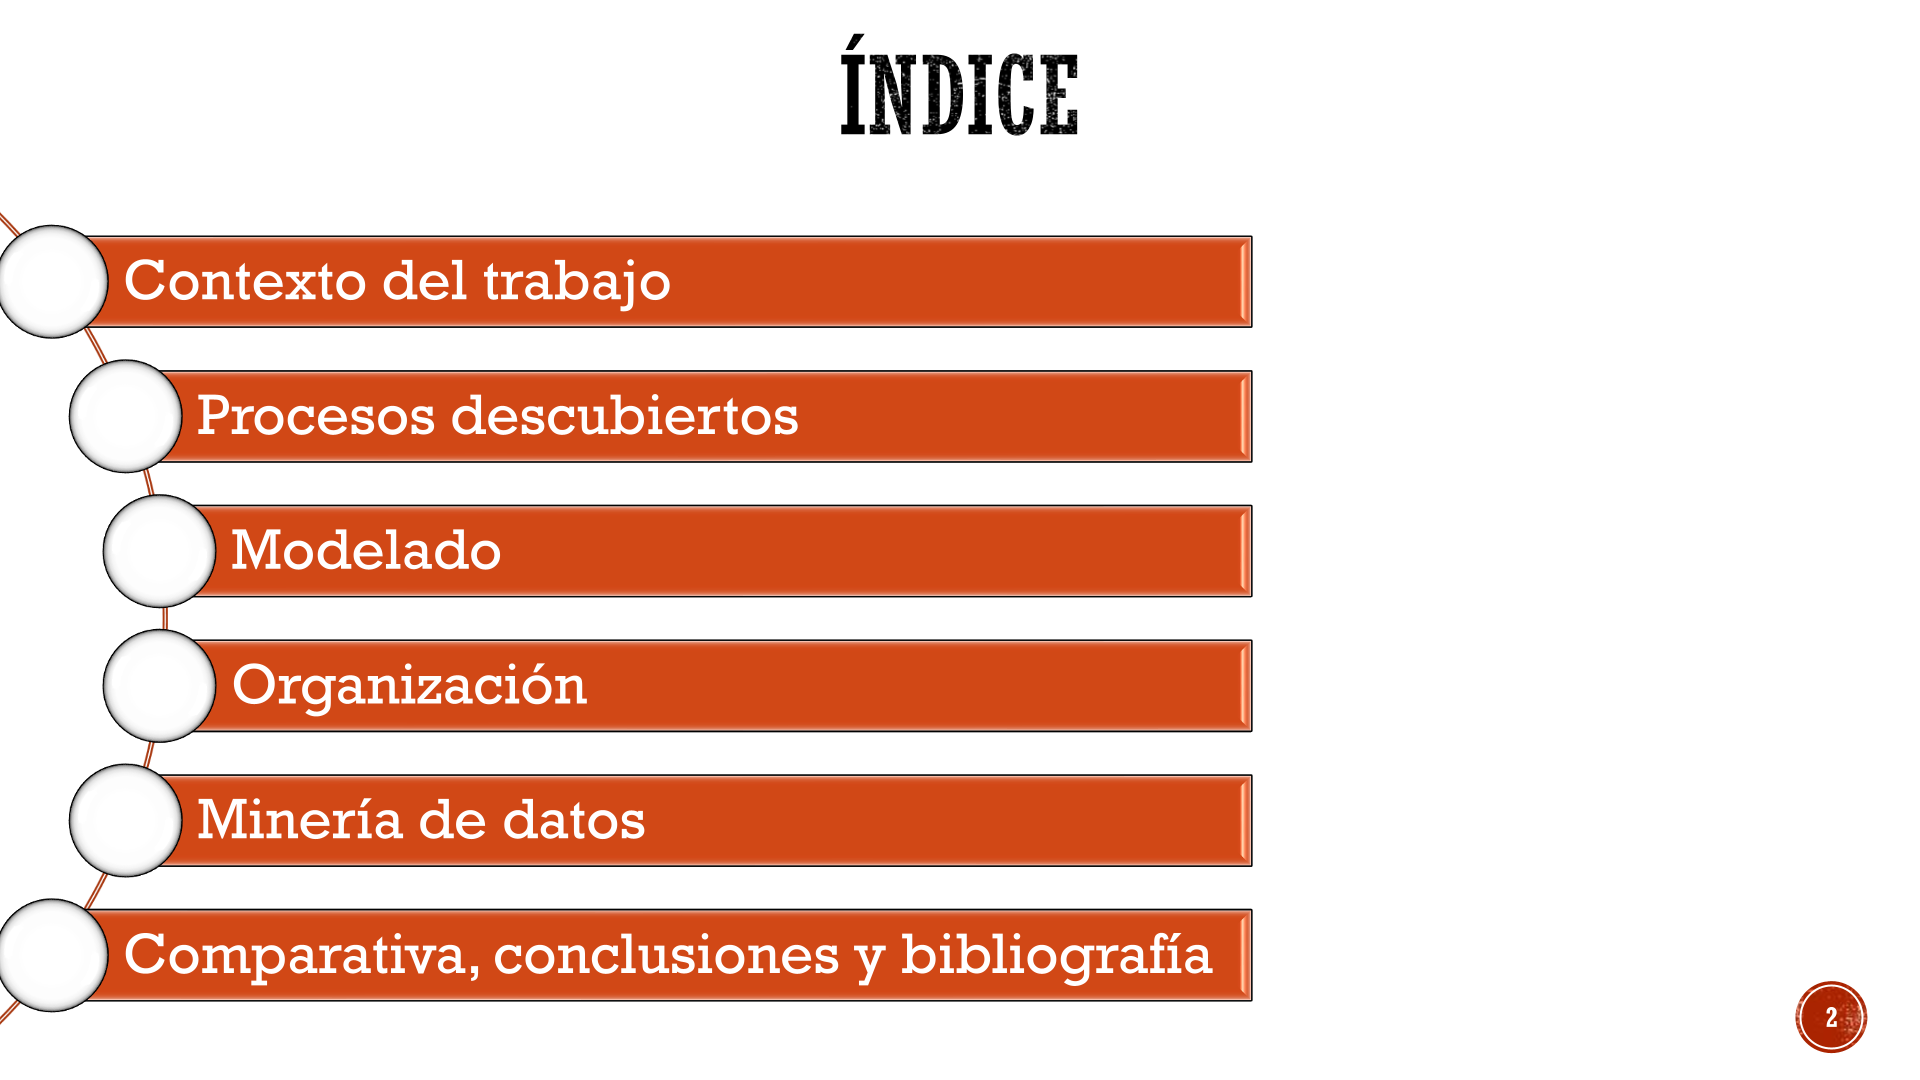 ÍNDICE
Contexto del trabajo
Procesos descubiertos
Modelado
Organización
Minería de datos
Comparativa, conclusiones y bibliografía
2